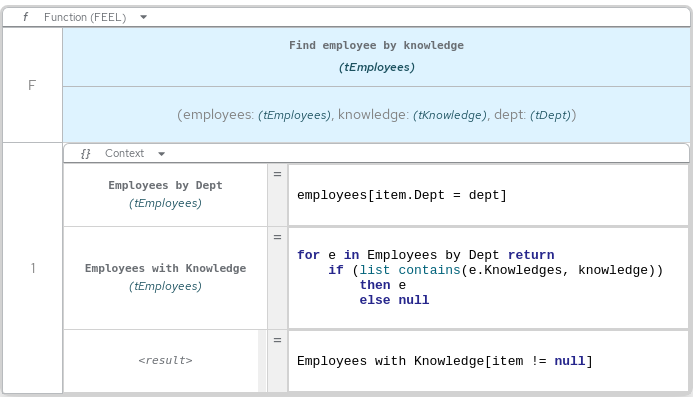 f Function (FEEL)
F
Find employee by knowledge
(tEmployees)
(employees: (tEmployees), knowledge: (tKnowledge), dept: (tDept))
1
{} Context
Employees by Dept
(tEmployees)
=
employees[item.Dept = dept]
Employees with Knowledge
(tEmployees)
=
for e in Employees by Dept return
if (list contains(e.Knowledges, knowledge))
then e
else null
<result>
=
Employees with Knowledge[item != null]